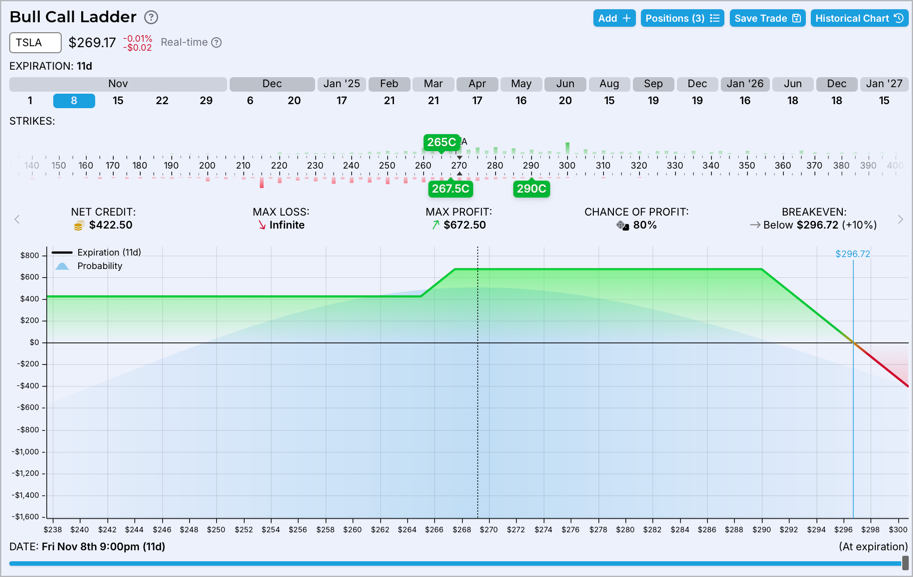 Bull Call Ladder ?
Add + Positions (3) Save Trade Historical Chart
TSLA $269.17 -0.01% -$0.02 Real-time ?
EXPIRATION: 11d
Nov Dec Jan '25 Feb Mar Apr May Jun Aug Sep Dec Jan '26 Jun Dec Jan '27
1 8 15 22 29 6 20 17 21 21 17 16 20 15 19 19 16 18 18 15
STRIKES:
265C A
140 150 160 170 180 190 200 210 220 230 240 250 260 270 280 290 300 310 320 330 340 350 360 370 380 390 400
267.5C 290C
NET CREDIT: MAX LOSS: MAX PROFIT: CHANCE OF PROFIT: BREAKEVEN:
$422.50 Infinite $672.50 80% Below $296.72 (+10%)
Expiration (11d)
Probability
$296.72
$800
$600
$400
$200
$0
-$200
-$400
-$600
-$800
-$1,000
-$1,200
-$1,400
-$1,600
$238 $240 $242 $244 $246 $248 $250 $252 $254 $256 $258 $260 $262 $264 $266 $268 $270 $272 $274 $276 $278 $280 $282 $284 $286 $288 $290 $292 $294 $296 $298 $300
DATE: Fri Nov 8th 9:00pm (11d) (At expiration)